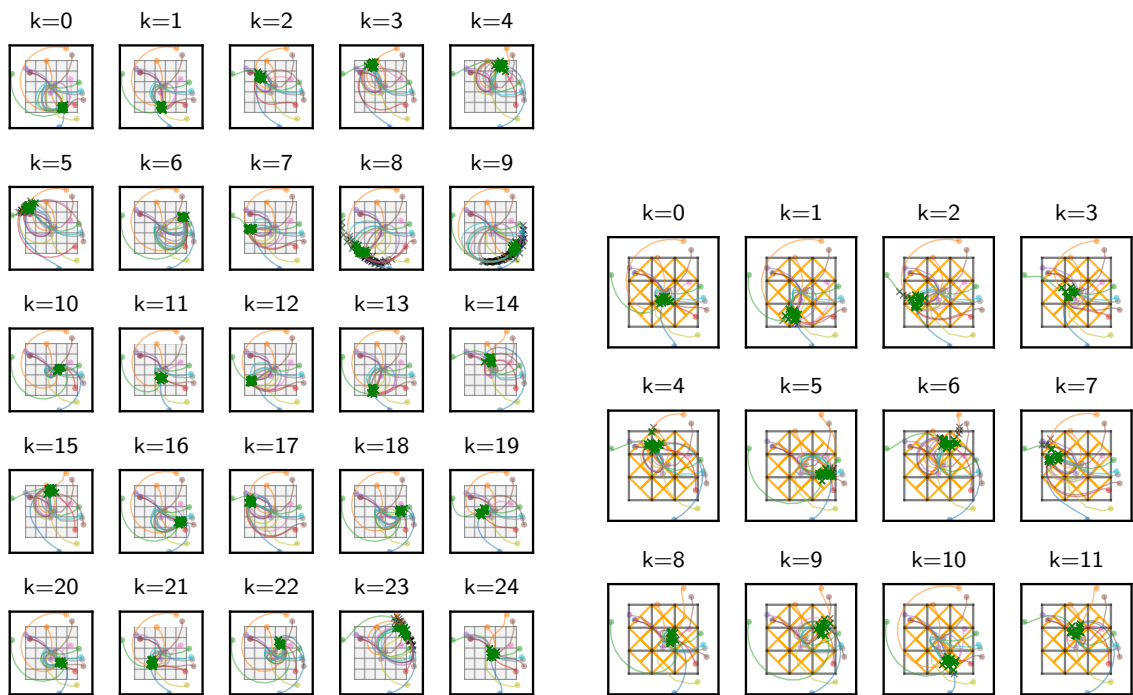 k=0 k=1 k=2 k=3 k=4
k=5 k=6 k=7 k=8 k=9
k=10 k=11 k=12 k=13 k=14
k=15 k=16 k=17 k=18 k=19
k=20 k=21 k=22 k=23 k=24
k=0 k=1 k=2 k=3
k=4 k=5 k=6 k=7
k=8 k=9 k=10 k=11